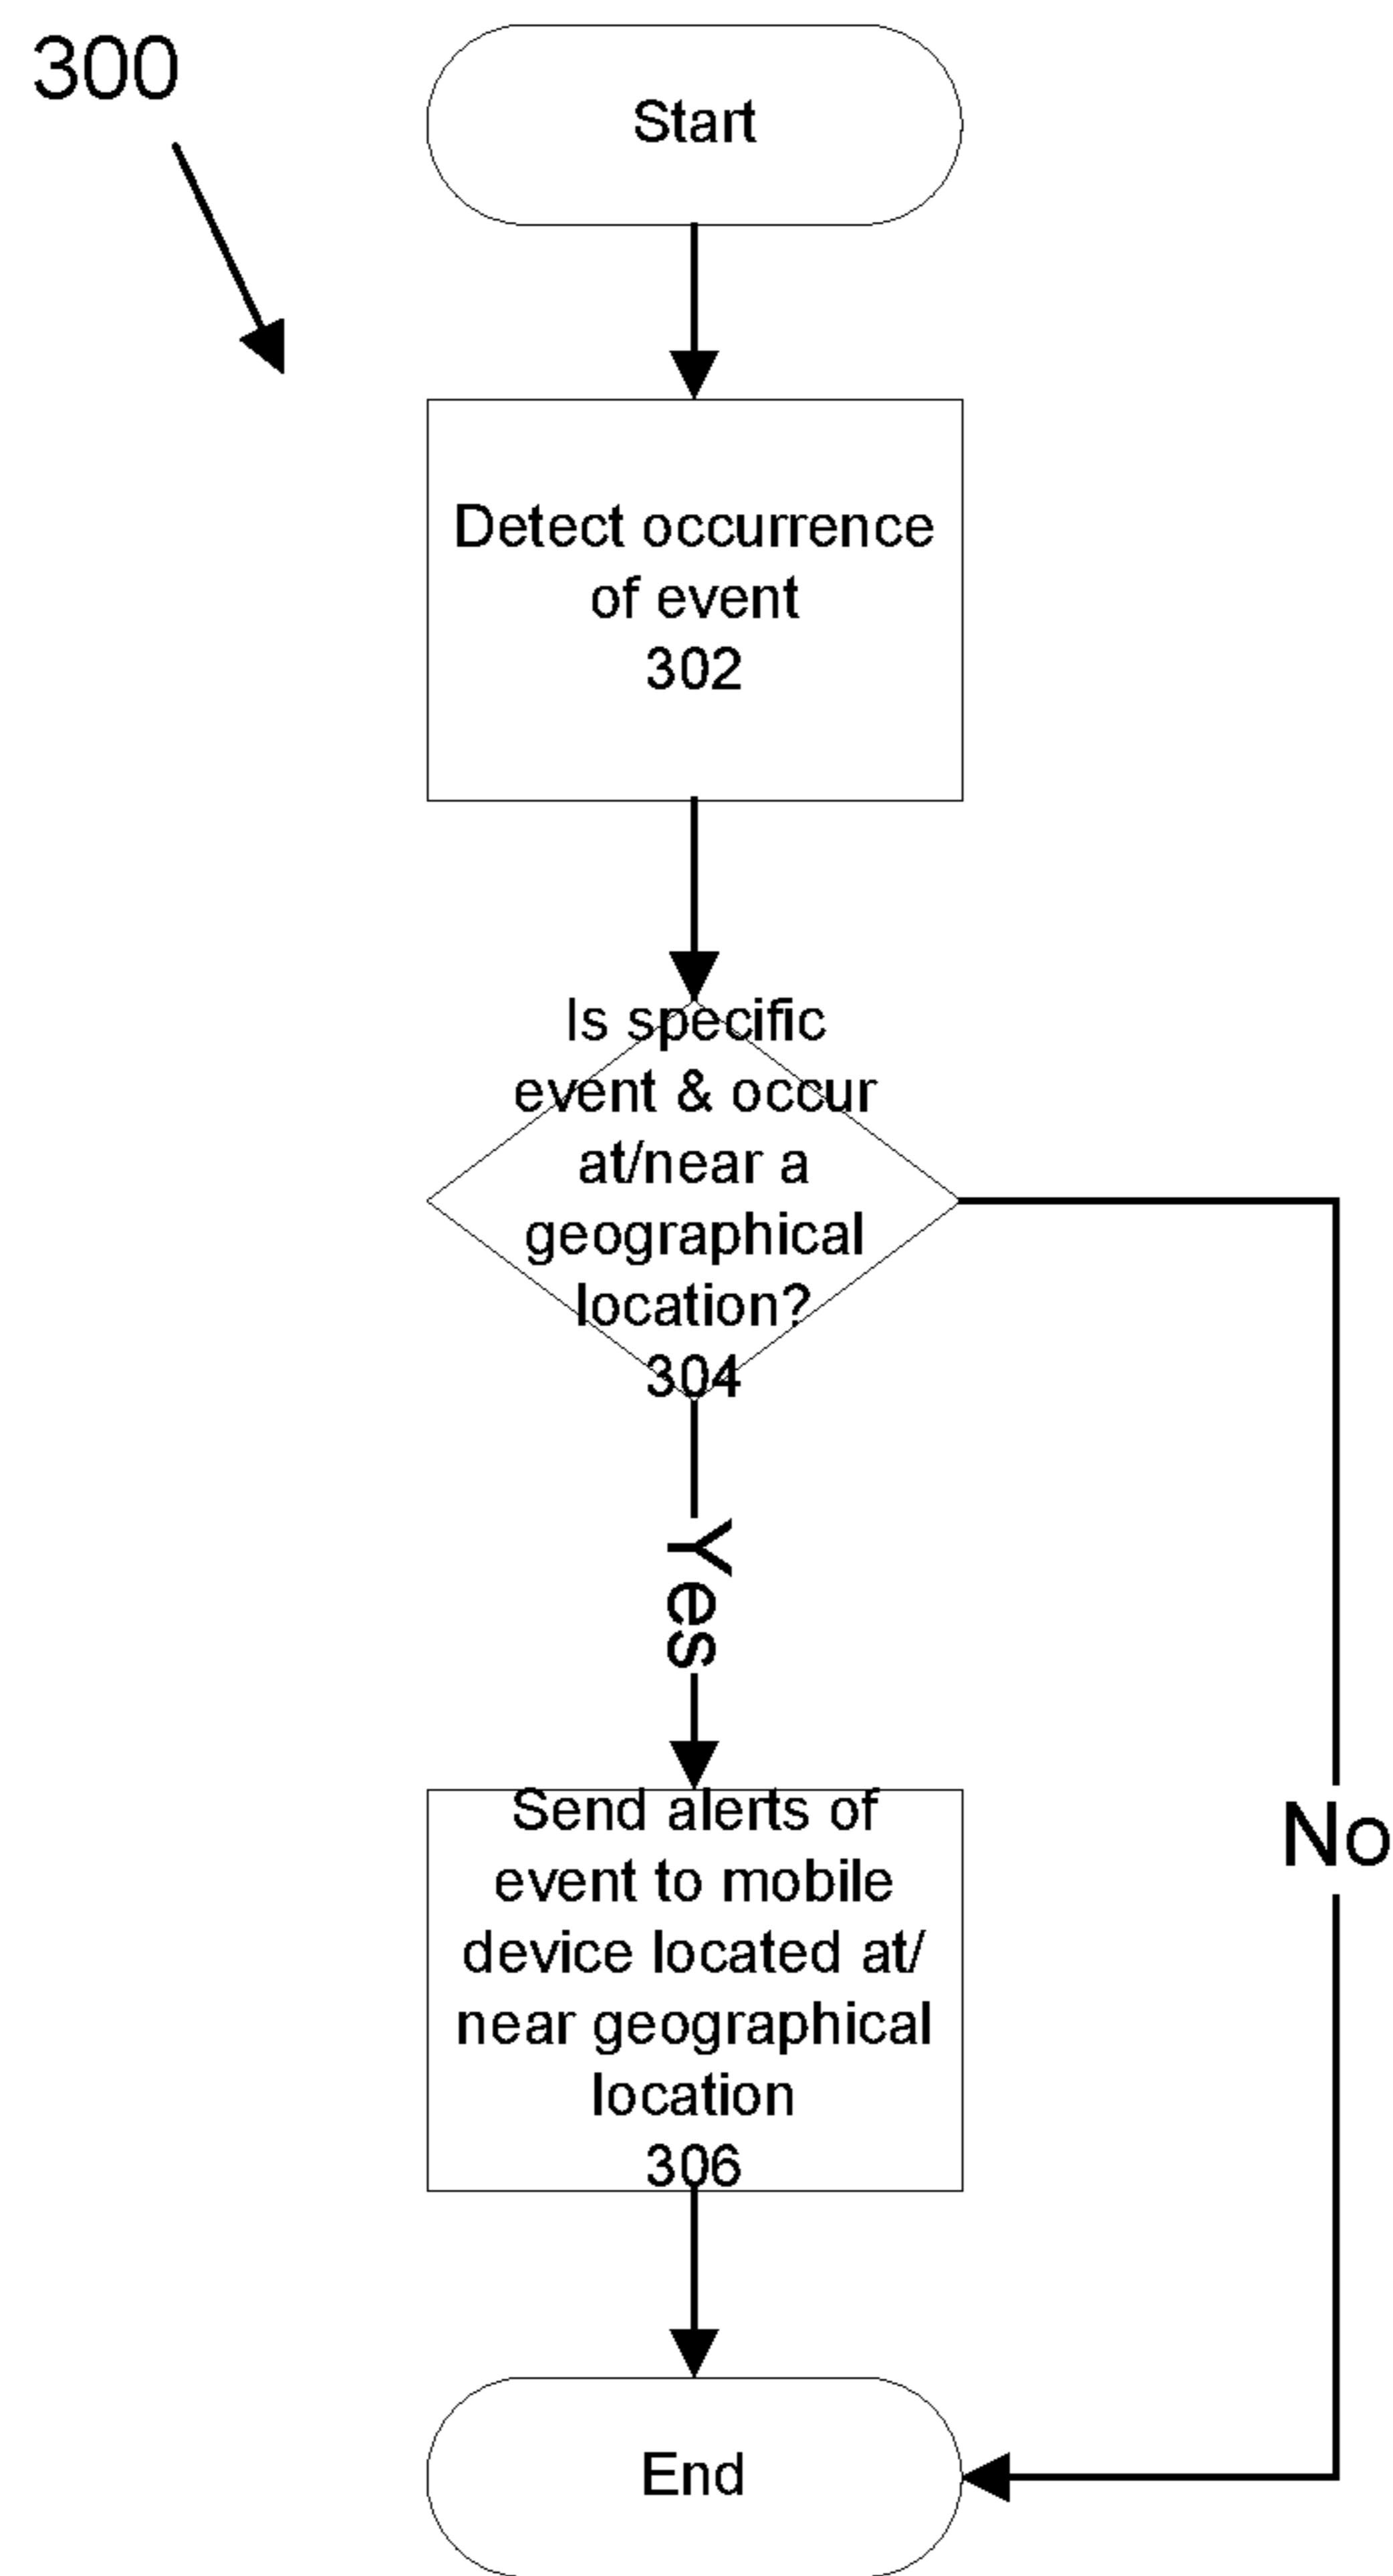 300
Start
Detect occurrence
of event
302
Is specific
event & occur
at/near a
geographical
location?
304
Yes
Send alerts of
event to mobile
device located at/
near geographical
location
306
No
End